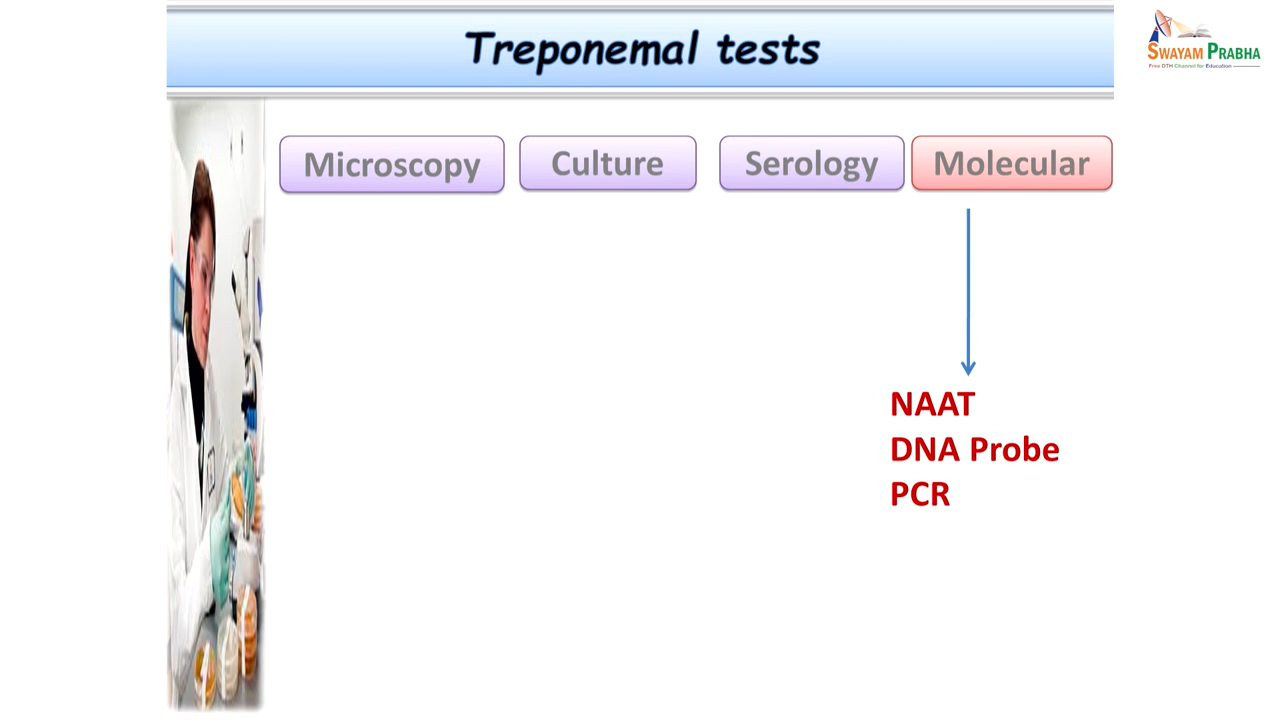 Treponemal tests
SWAYAM PRABHA
Free DTH Channel for Education
Microscopy
Culture
Serology
Molecular
NAAT
DNA Probe
PCR